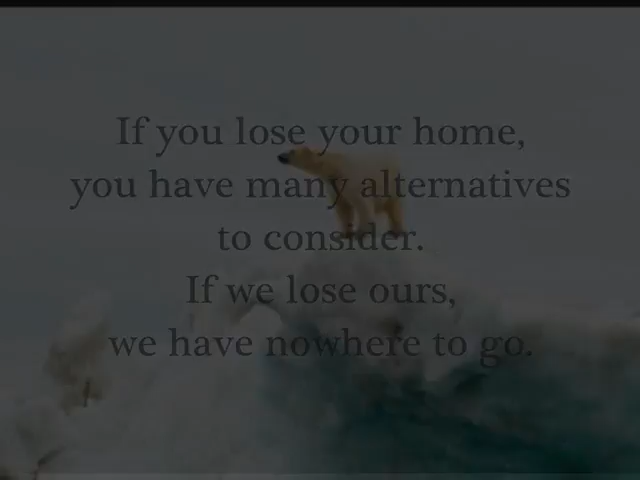 If you lose your home,
you have many alternatives
to consider.
If we lose ours,
we have nowhere to go.